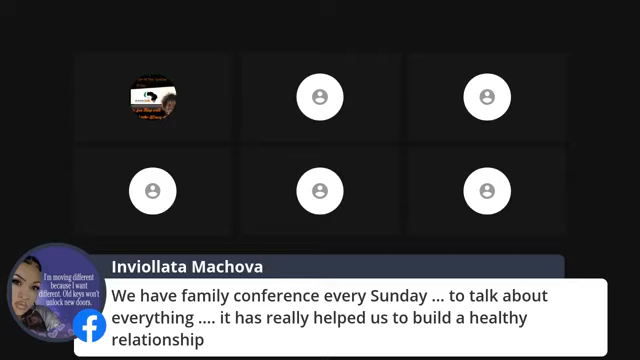 I'm moving different
because I want
different. Old keys won't
unlock new doors.
Inviollata Machova
We have family conference every Sunday ... to talk about
everything .... it has really helped us to build a healthy
relationship